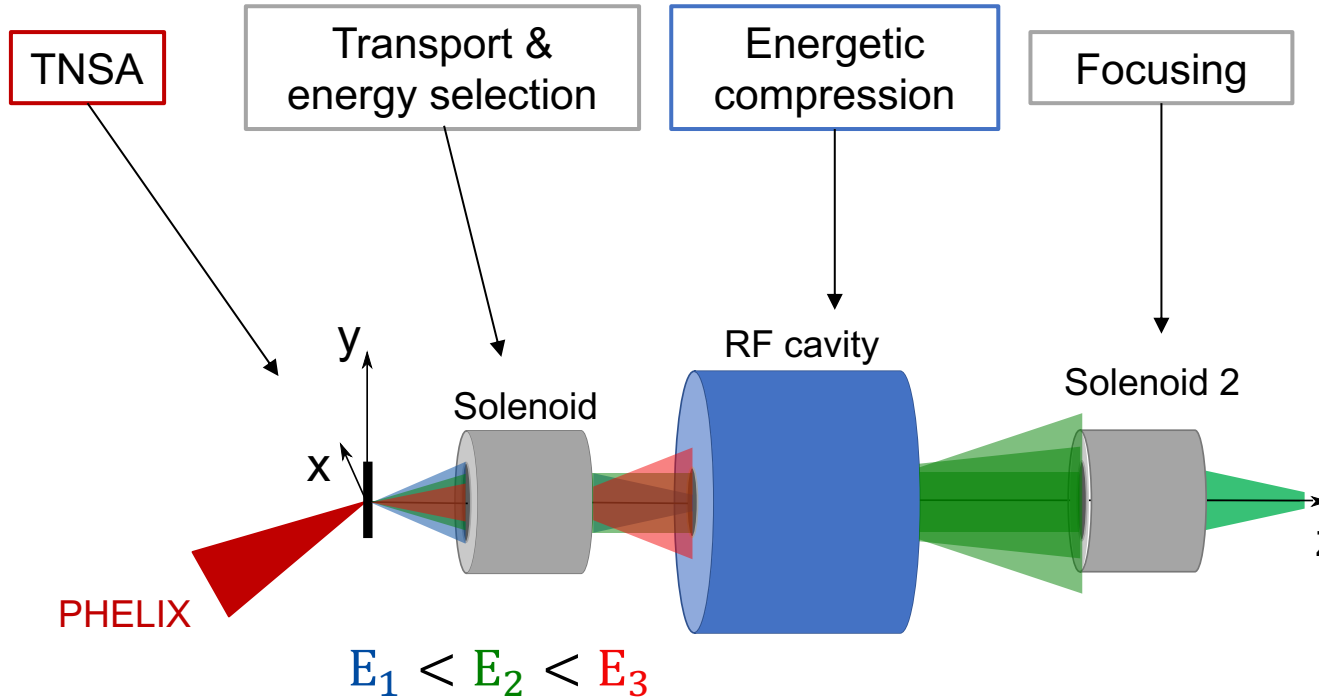 TNSA
Transport &
energy selection
Energetic
compression
Focusing
RF cavity
y
Solenoid
Solenoid 2
x
z
PHELIX
E₁ < E₂ < E₃